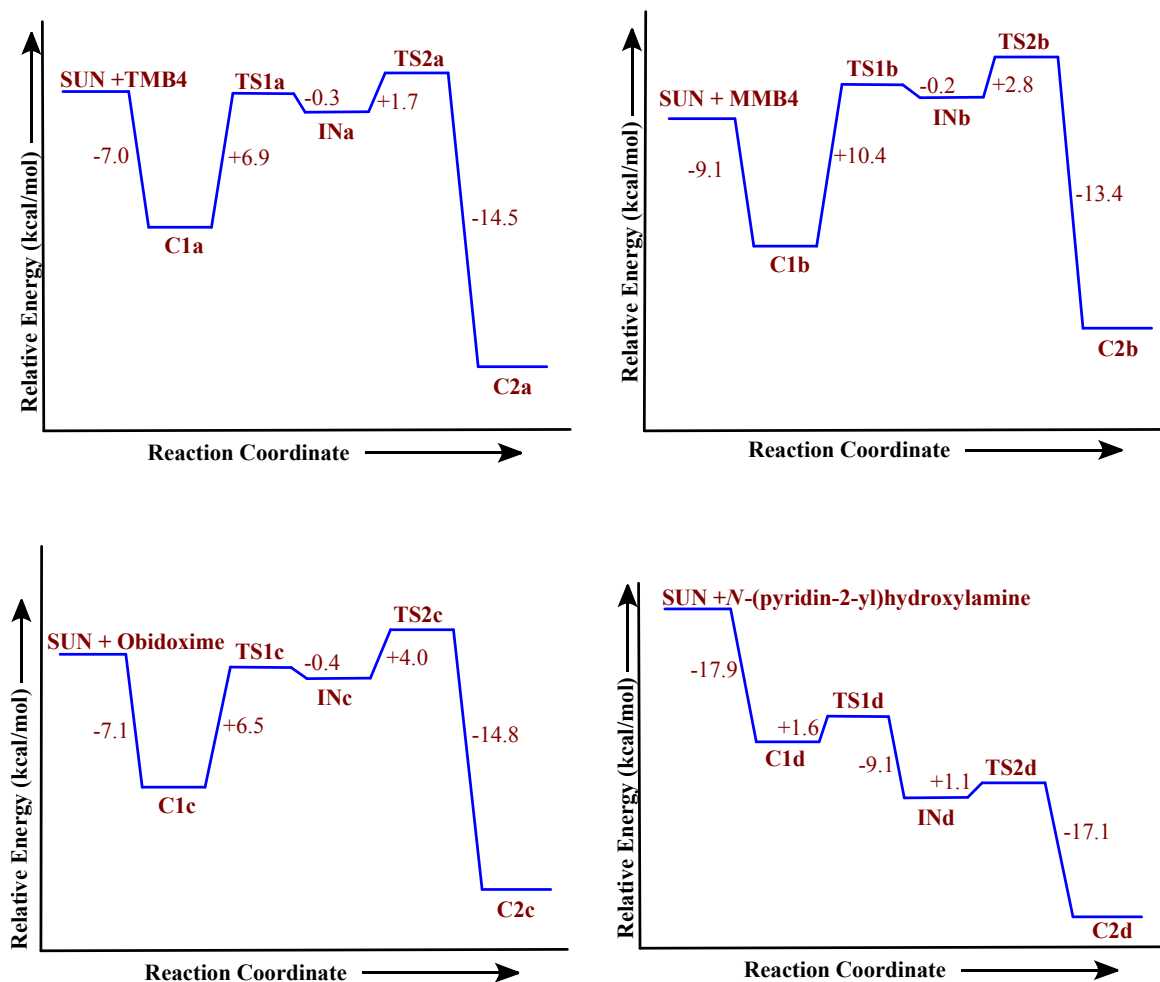 Relative Energy (kcal/mol)
SUN +TMB4
-7.0
C1a
TS1a
+6.9
-0.3
INa
TS2a
+1.7
-14.5
C2a
Reaction Coordinate
Relative Energy (kcal/mol)
SUN + MMB4
-9.1
C1b
TS1b
+10.4
-0.2
INb
TS2b
+2.8
-13.4
C2b
Reaction Coordinate
Relative Energy (kcal/mol)
SUN + Obidoxime
-7.1
C1c
TS1c
+6.5
-0.4
INc
TS2c
+4.0
-14.8
C2c
Reaction Coordinate
Relative Energy (kcal/mol)
SUN +N-(pyridin-2-yl)hydroxylamine
-17.9
C1d
+1.6
TS1d
-9.1
INd
+1.1
TS2d
-17.1
C2d
Reaction Coordinate